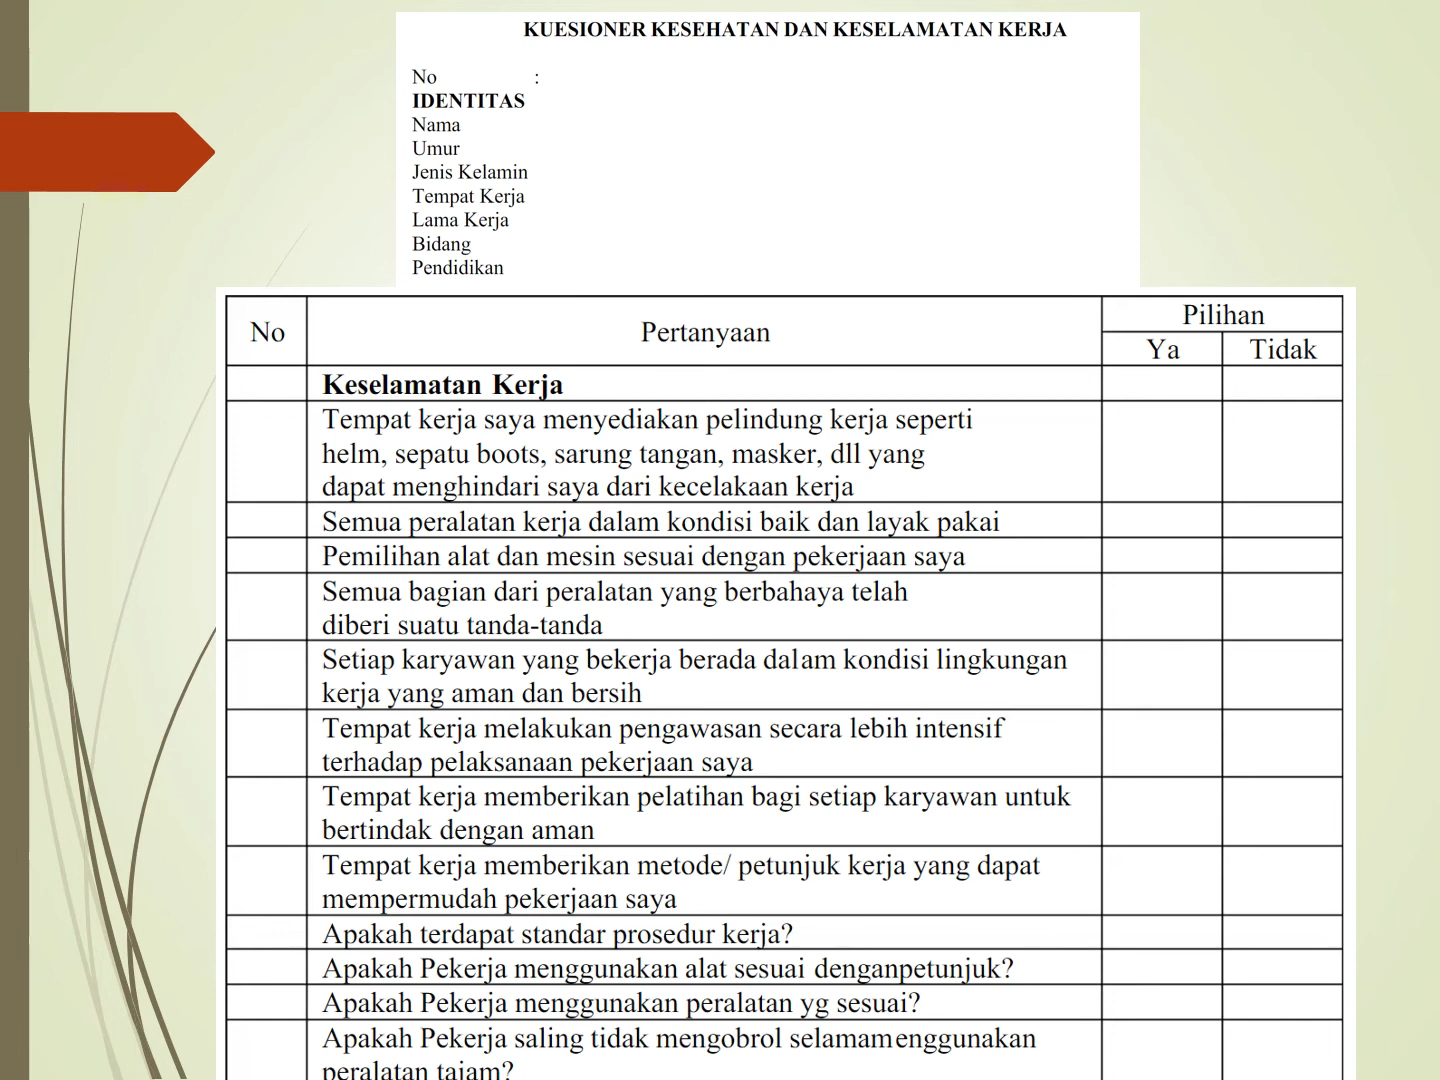 KUESIONER KESEHATAN DAN KESELAMATAN KERJA
No :
IDENTITAS
Nama
Umur
Jenis Kelamin
Tempat Kerja
Lama Kerja
Bidang
Pendidikan
No Pertanyaan Pilihan
Ya Tidak
Keselamatan Kerja
Tempat kerja saya menyediakan pelindung kerja seperti
helm, sepatu boots, sarung tangan, masker, dll yang
dapat menghindari saya dari kecelakaan kerja
Semua peralatan kerja dalam kondisi baik dan layak pakai
Pemilihan alat dan mesin sesuai dengan pekerjaan saya
Semua bagian dari peralatan yang berbahaya telah
diberi suatu tanda-tanda
Setiap karyawan yang bekerja berada dalam kondisi lingkungan
kerja yang aman dan bersih
Tempat kerja melakukan pengawasan secara lebih intensif
terhadap pelaksanaan pekerjaan saya
Tempat kerja memberikan pelatihan bagi setiap karyawan untuk
bertindak dengan aman
Tempat kerja memberikan metode/ petunjuk kerja yang dapat
mempermudah pekerjaan saya
Apakah terdapat standar prosedur kerja?
Apakah Pekerja menggunakan alat sesuai denganpetunjuk?
Apakah Pekerja menggunakan peralatan yg sesuai?
Apakah Pekerja saling tidak mengobrol selamamenggunakan
peralatan tajam?